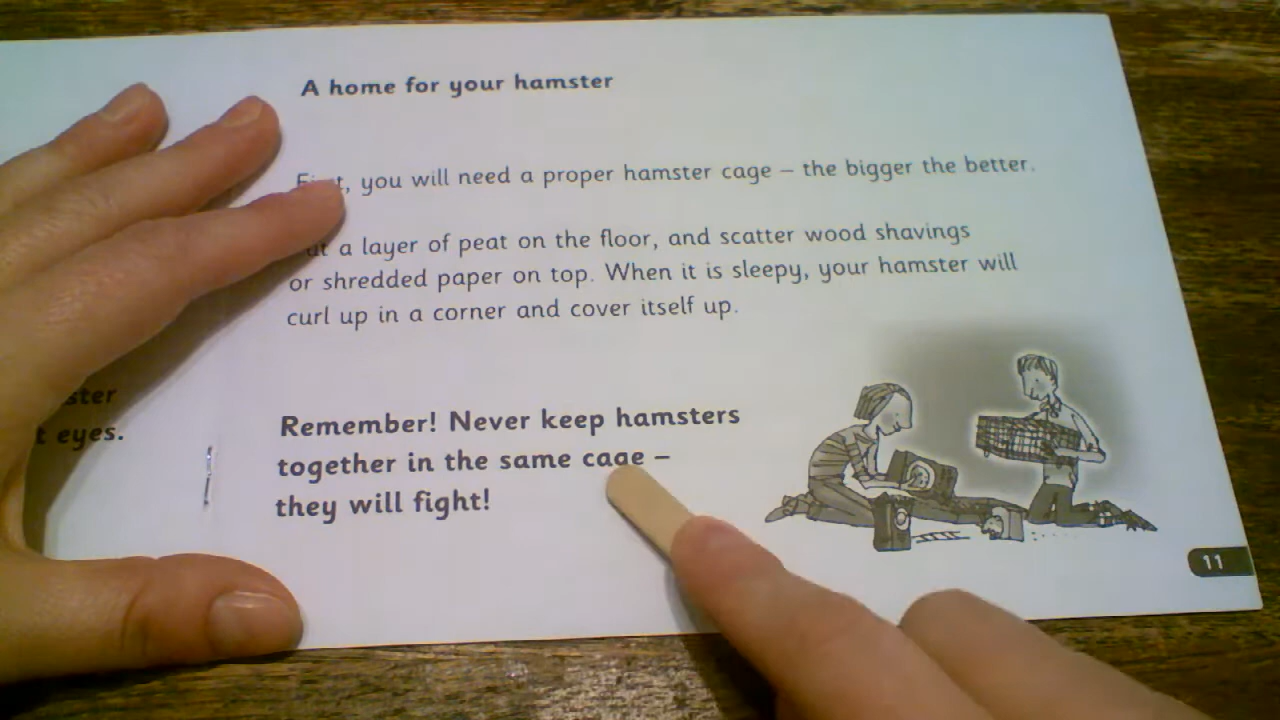 A home for your hamster
First, you will need a proper hamster cage – the bigger the better.
a layer of peat on the floor, and scatter wood shavings
or shredded paper on top. When it is sleepy, your hamster will
curl up in a corner and cover itself up.
Remember! Never keep hamsters
together in the same cage –
they will fight!
eyes.
11